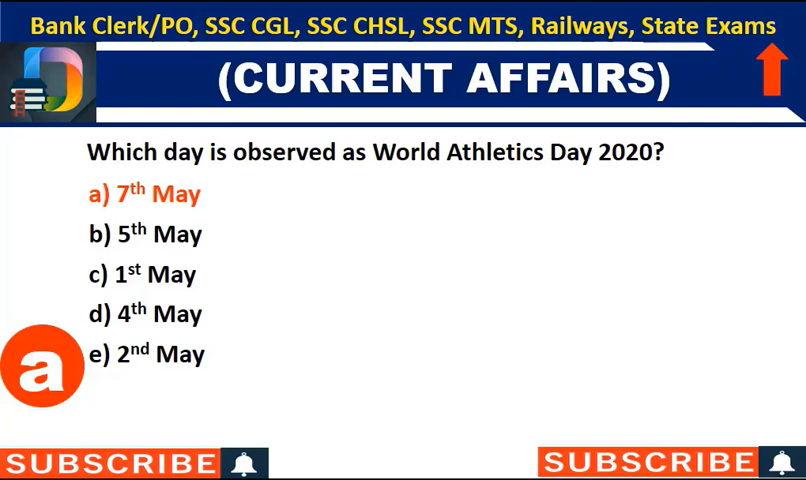 Bank Clerk/PO, SSC CGL, SSC CHSL, SSC MTS, Railways, State Exams
(CURRENT AFFAIRS)
Which day is observed as World Athletics Day 2020?
a) 7th May
b) 5th May
c) 1st May
d) 4th May
e) 2nd May
a
SUBSCRIBE
SUBSCRIBE